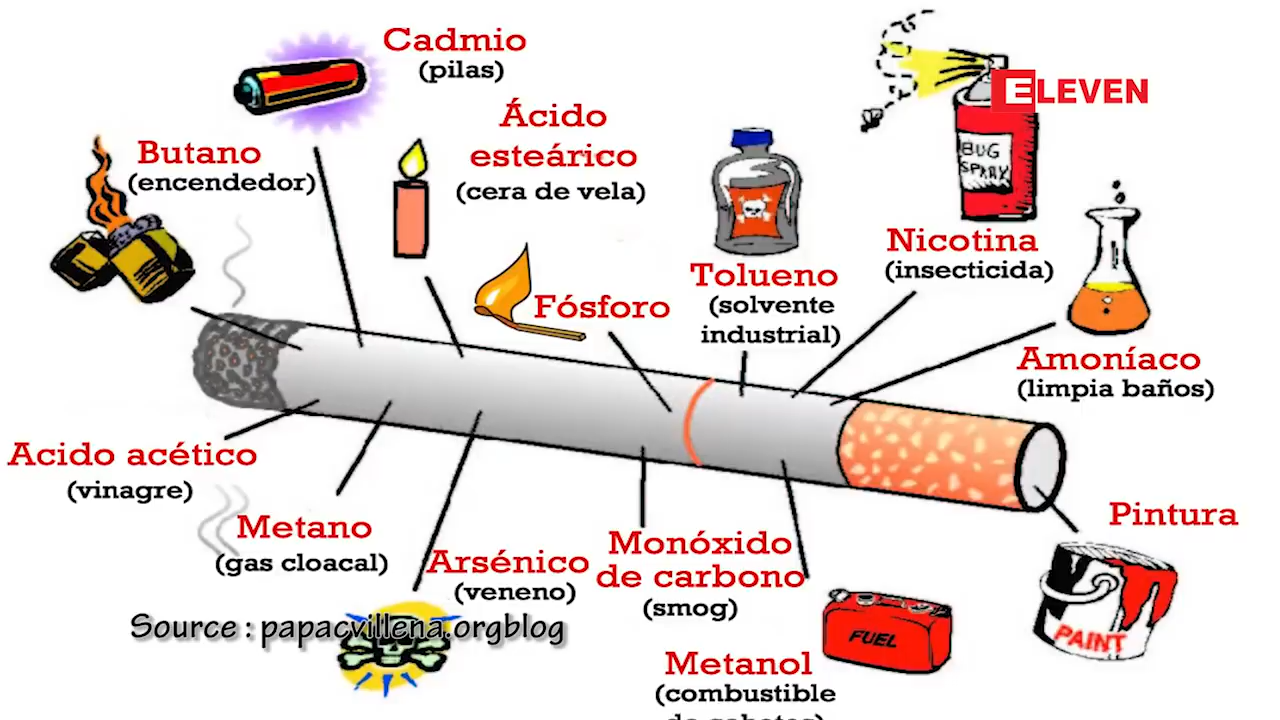 Cadmio
(pilas)
ELEVEN
Ácido
esteárico
(cera de vela)
Butano
(encendedor)
BUG
SPRAY
Nicotina
(insecticida)
Tolueno
(solvente
industrial)
Fósforo
Amoníaco
(limpia baños)
Acido acético
(vinagre)
Metano
(gas cloacal)
Arsénico
(veneno)
Monóxido
de carbono
(smog)
Pintura
PAINT
FUEL
Source : papacvillena.orgblog
Metanol
(combustible